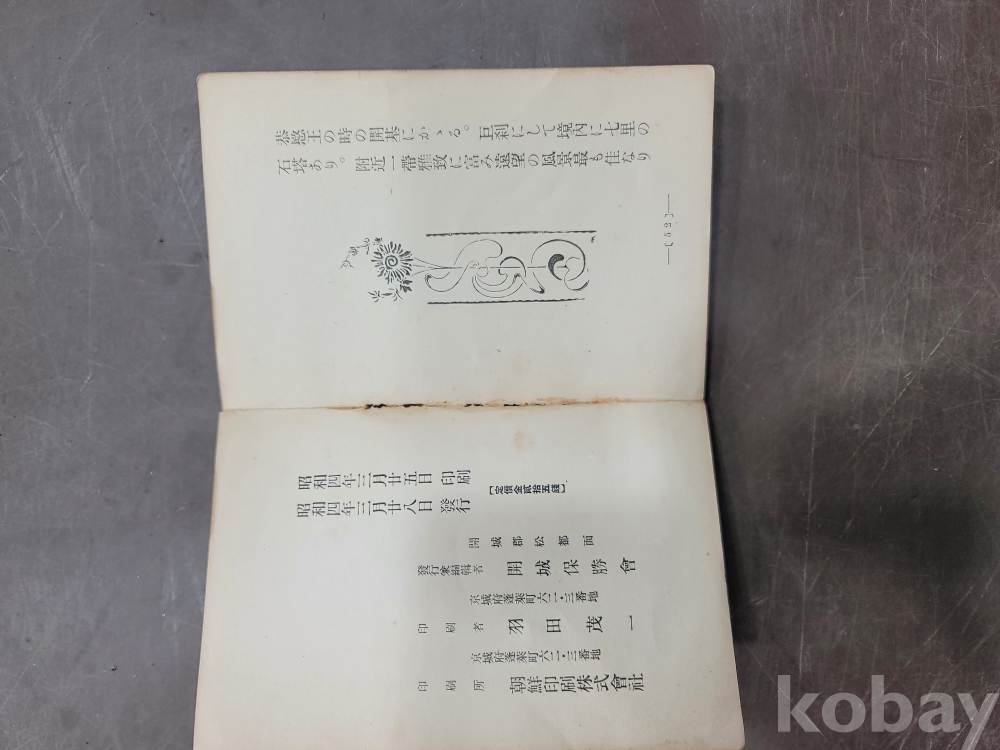 恭愍王の時の開基にかゝる。巨刹にして境内に七里の
石塔あり。附近一帶雅致に富み遠望の風景最も佳なり
—〔52〕—
昭和四年三月廿五日印刷
昭和四年三月廿八日發行
〔定價金貳拾五錢〕
開城郡松都面
發行兼編輯者 開城保勝會
京城府蓬萊町三ノ六二・三番地
印刷者 羽田茂一
京城府蓬萊町三ノ六二・三番地
印刷所 朝鮮印刷株式會社
kobay